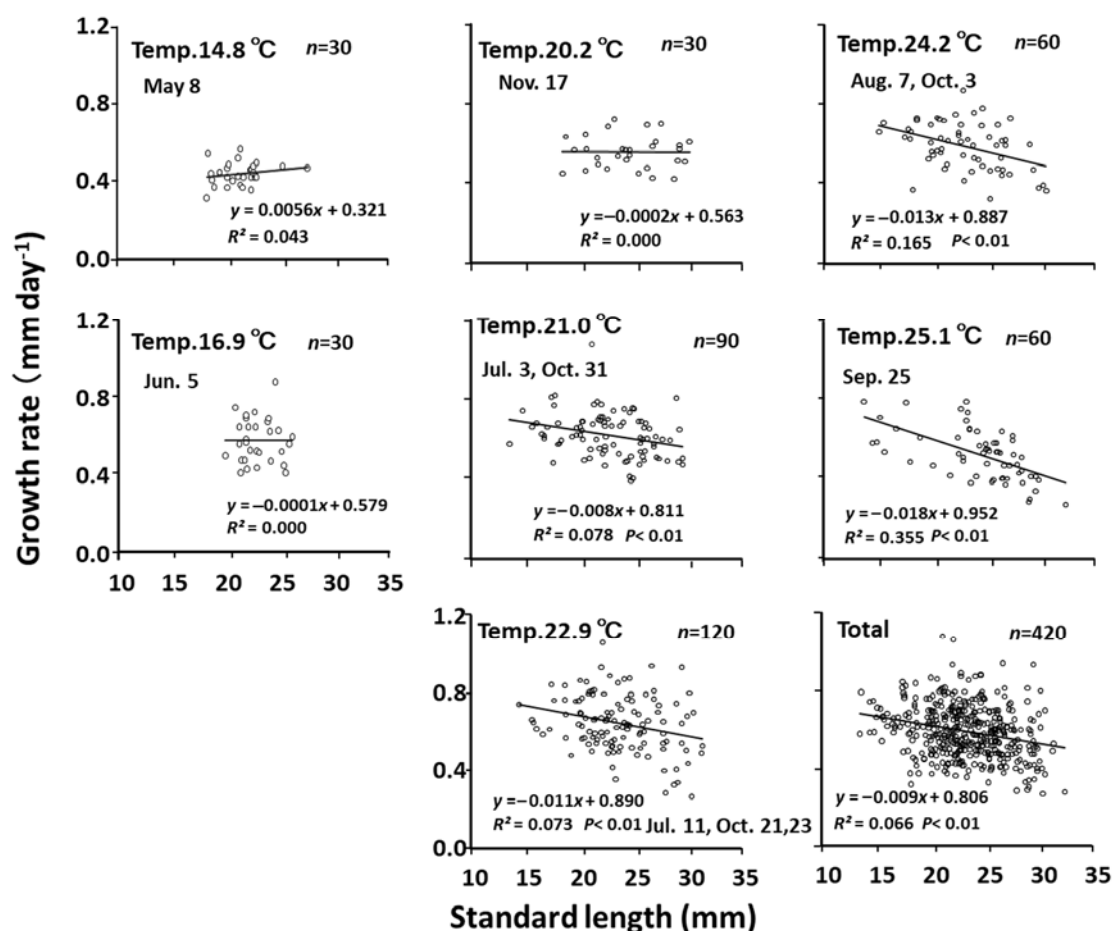 Growth rate (mm day⁻¹)
1.2
0.8
0.4
0.0
Temp.14.8 °C n=30
May 8
y = 0.0056x + 0.321
R² = 0.043
Temp.20.2 °C n=30
Nov. 17
y =−0.0002x + 0.563
R² = 0.000
Temp.24.2 °C n=60
Aug. 7, Oct. 3
y =−0.013x + 0.887
R² = 0.165 P< 0.01
1.2
0.8
0.4
0.0
Temp.16.9 °C n=30
Jun. 5
y =−0.0001x + 0.579
R² = 0.000
10 15 20 25 30 35
Temp.21.0 °C
n=90
Jul. 3, Oct. 31
y =−0.008x + 0.811
R² = 0.078 P< 0.01
Temp.25.1 °C n=60
Sep. 25
y =−0.018x + 0.952
R² = 0.355 P< 0.01
1.2
0.8
0.4
0.0
Temp.22.9 °C n=120
y =−0.011x + 0.890
R² = 0.073 P< 0.01 Jul. 11, Oct. 21,23
10 15 20 25 30 35
Total n=420
y =−0.009x + 0.806
R² = 0.066 P< 0.01
10 15 20 25 30 35
Standard length (mm)